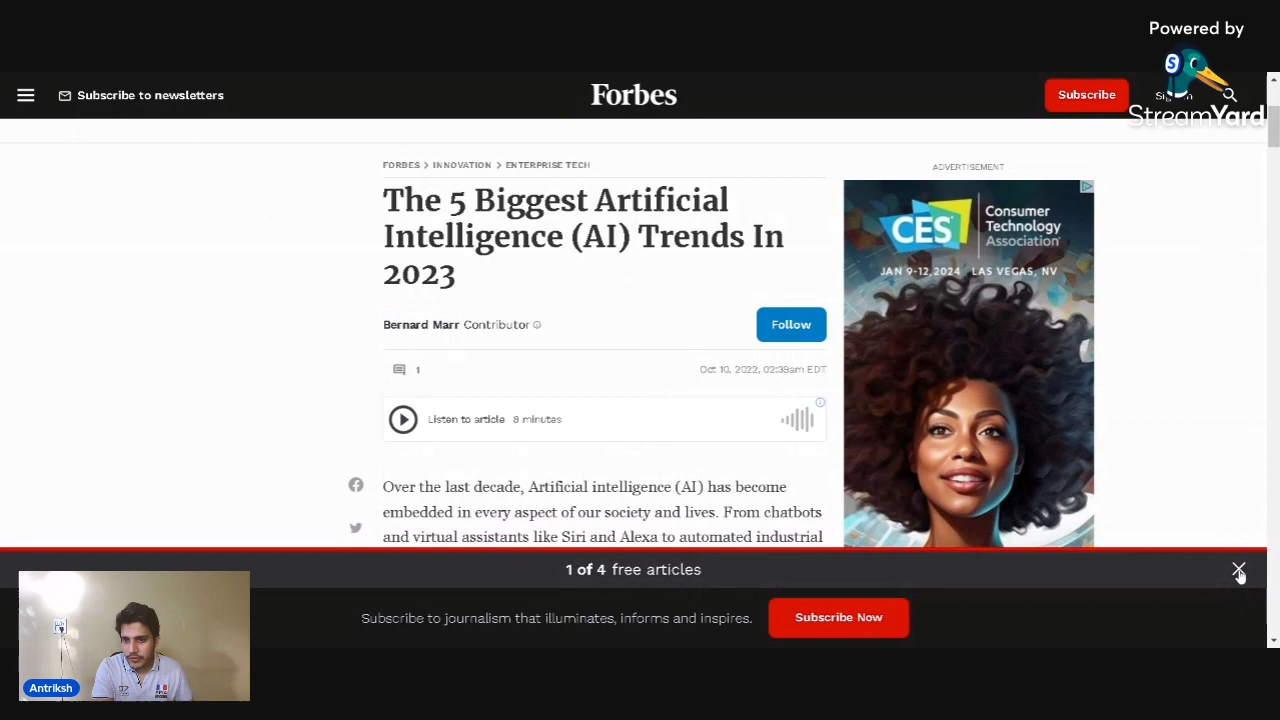 Powered by
StreamYard
Subscribe to newsletters
Forbes
Subscribe
FORBES > INNOVATION > ENTERPRISE TECH
ADVERTISEMENT
The 5 Biggest Artificial
Intelligence (AI) Trends In
2023
Bernard Marr Contributor
Follow
1
Oct 10, 2022, 02:39am EDT
Listen to article 8 minutes
Over the last decade, Artificial intelligence (AI) has become
embedded in every aspect of our society and lives. From chatbots
and virtual assistants like Siri and Alexa to automated industrial
CES
Consumer
Technology
Association
JAN 9-12, 2024 LAS VEGAS, NV
1 of 4 free articles
Subscribe to journalism that illuminates, informs and inspires.
Subscribe Now
Antriksh